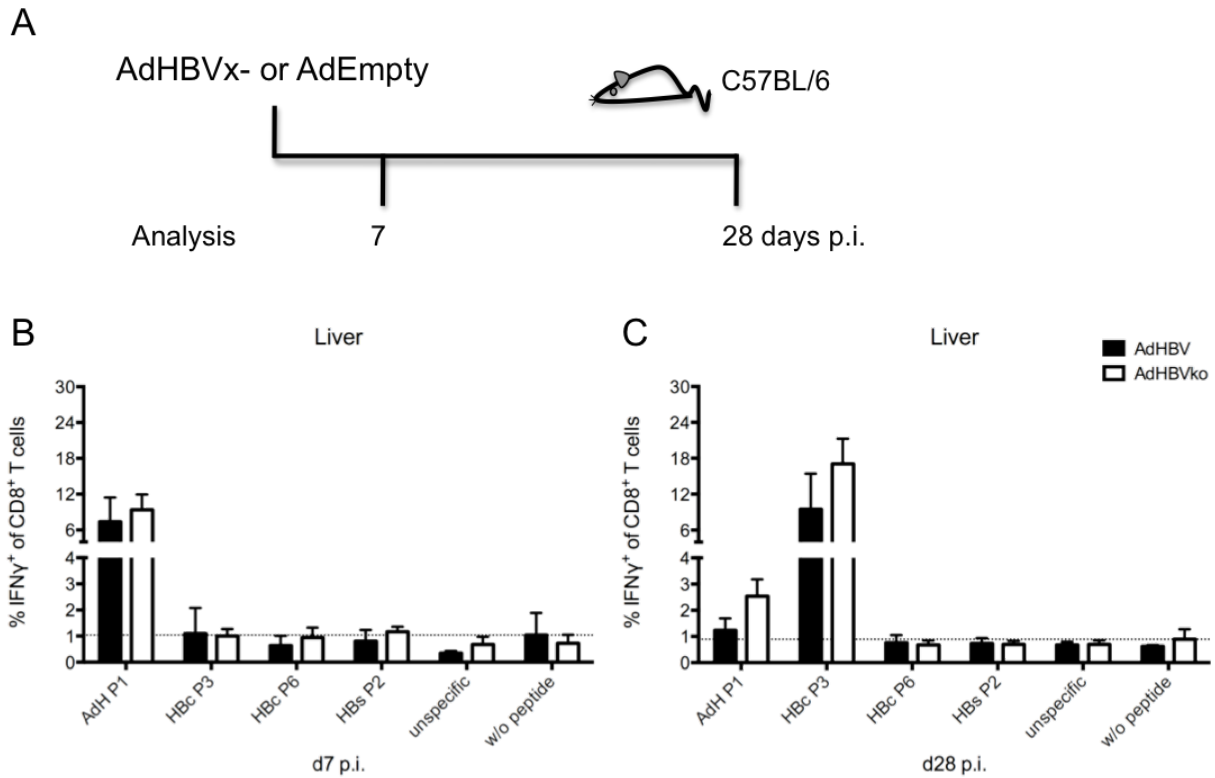 A
AdHBVx- or AdEmpty
C57BL/6
Analysis
7
28 days p.i.
B
Liver
% IFNγ⁺ of CD8⁺ T cells
30
24
18
12
6
4
3
2
1
0
AdH P1
HBc P3
HBc P6
HBs P2
unspecific
w/o peptide
d7 p.i.
C
Liver
AdHBV
AdHBVko
% IFNγ⁺ of CD8⁺ T cells
30
24
18
12
6
4
3
2
1
0
AdH P1
HBc P3
HBc P6
HBs P2
unspecific
w/o peptide
d28 p.i.